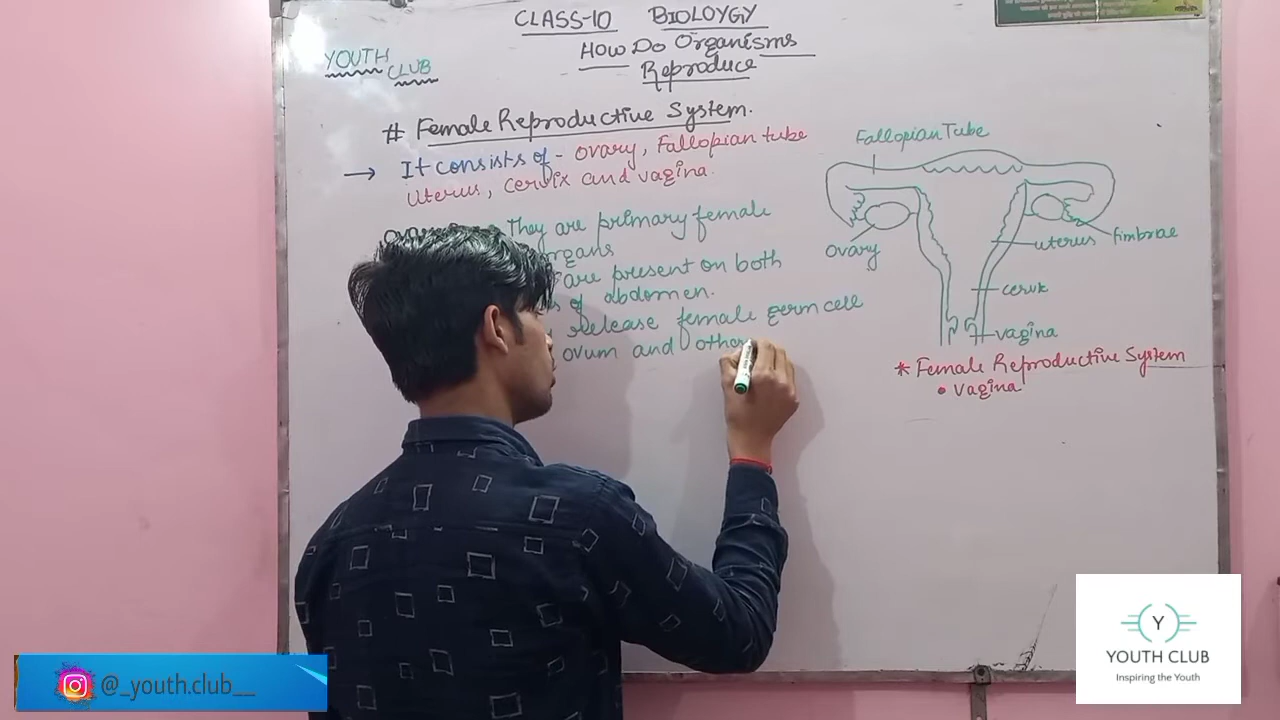 CLASS-10 BIOLOYGY
How Do Organisms
Reproduce
YOUTH
CLUB
# Female Reproductive System.
→ It consists of - ovary, Fallopian tube
uterus, cervix and vagina.
They are primary female
organs
are present on both
of abdomen.
release female germ cell
ovum and other
Fallopian Tube
ovary
uterus
fimbrae
cervix
vagina
* Female Reproductive System
• vagina
@_youth.club__
Y
YOUTH CLUB
Inspiring the Youth